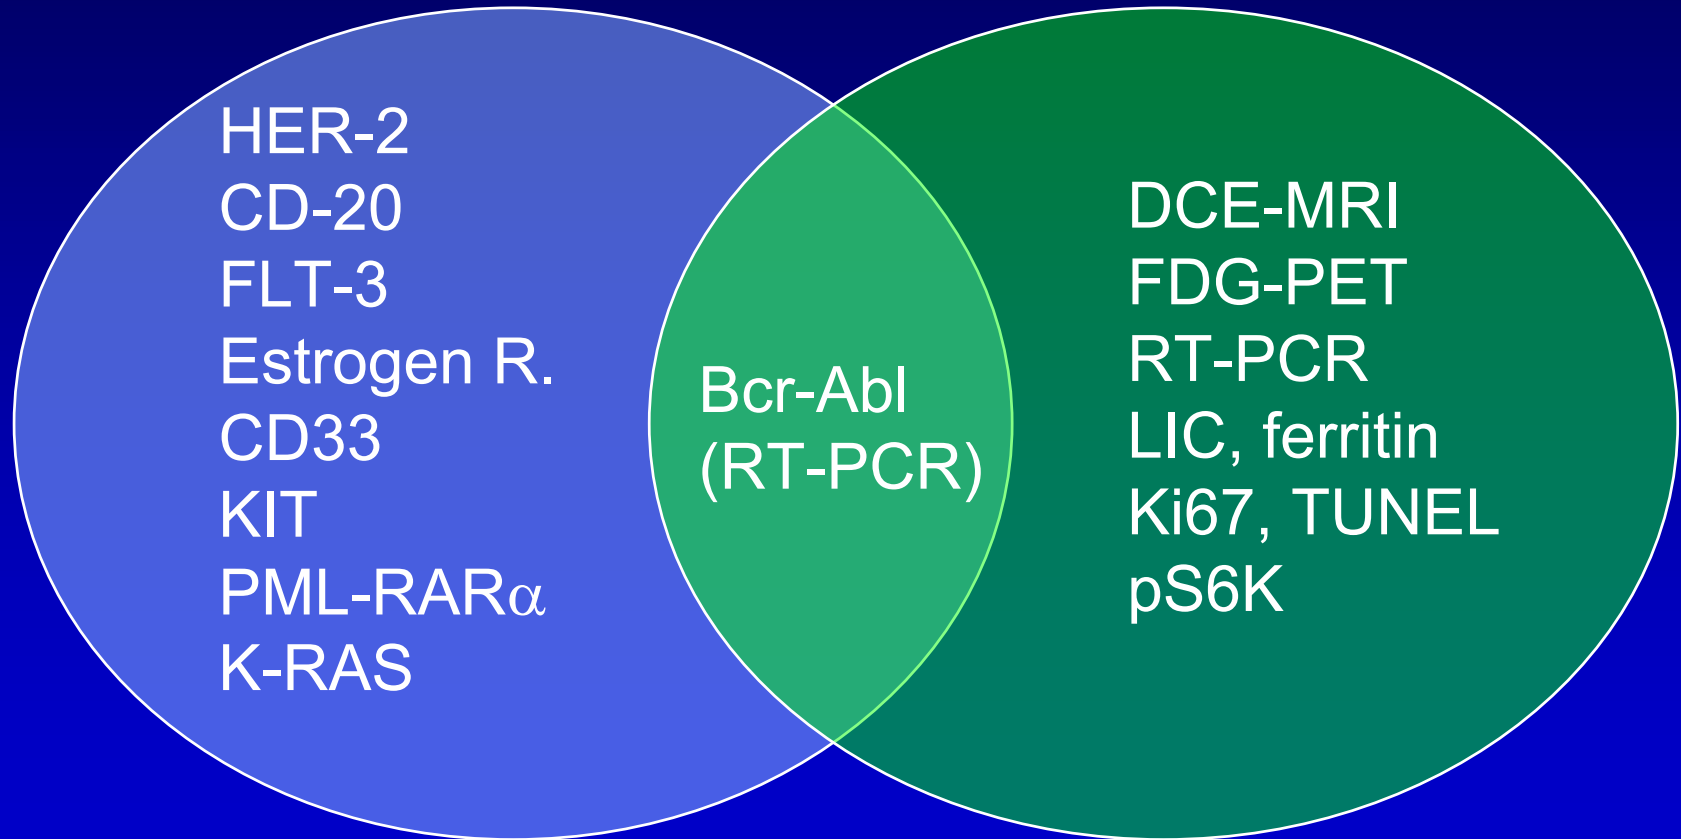 HER-2
CD-20
FLT-3
Estrogen R.
CD33
KIT
PML-RARα
K-RAS
Bcr-Abl
(RT-PCR)
DCE-MRI
FDG-PET
RT-PCR
LIC, ferritin
Ki67, TUNEL
pS6K